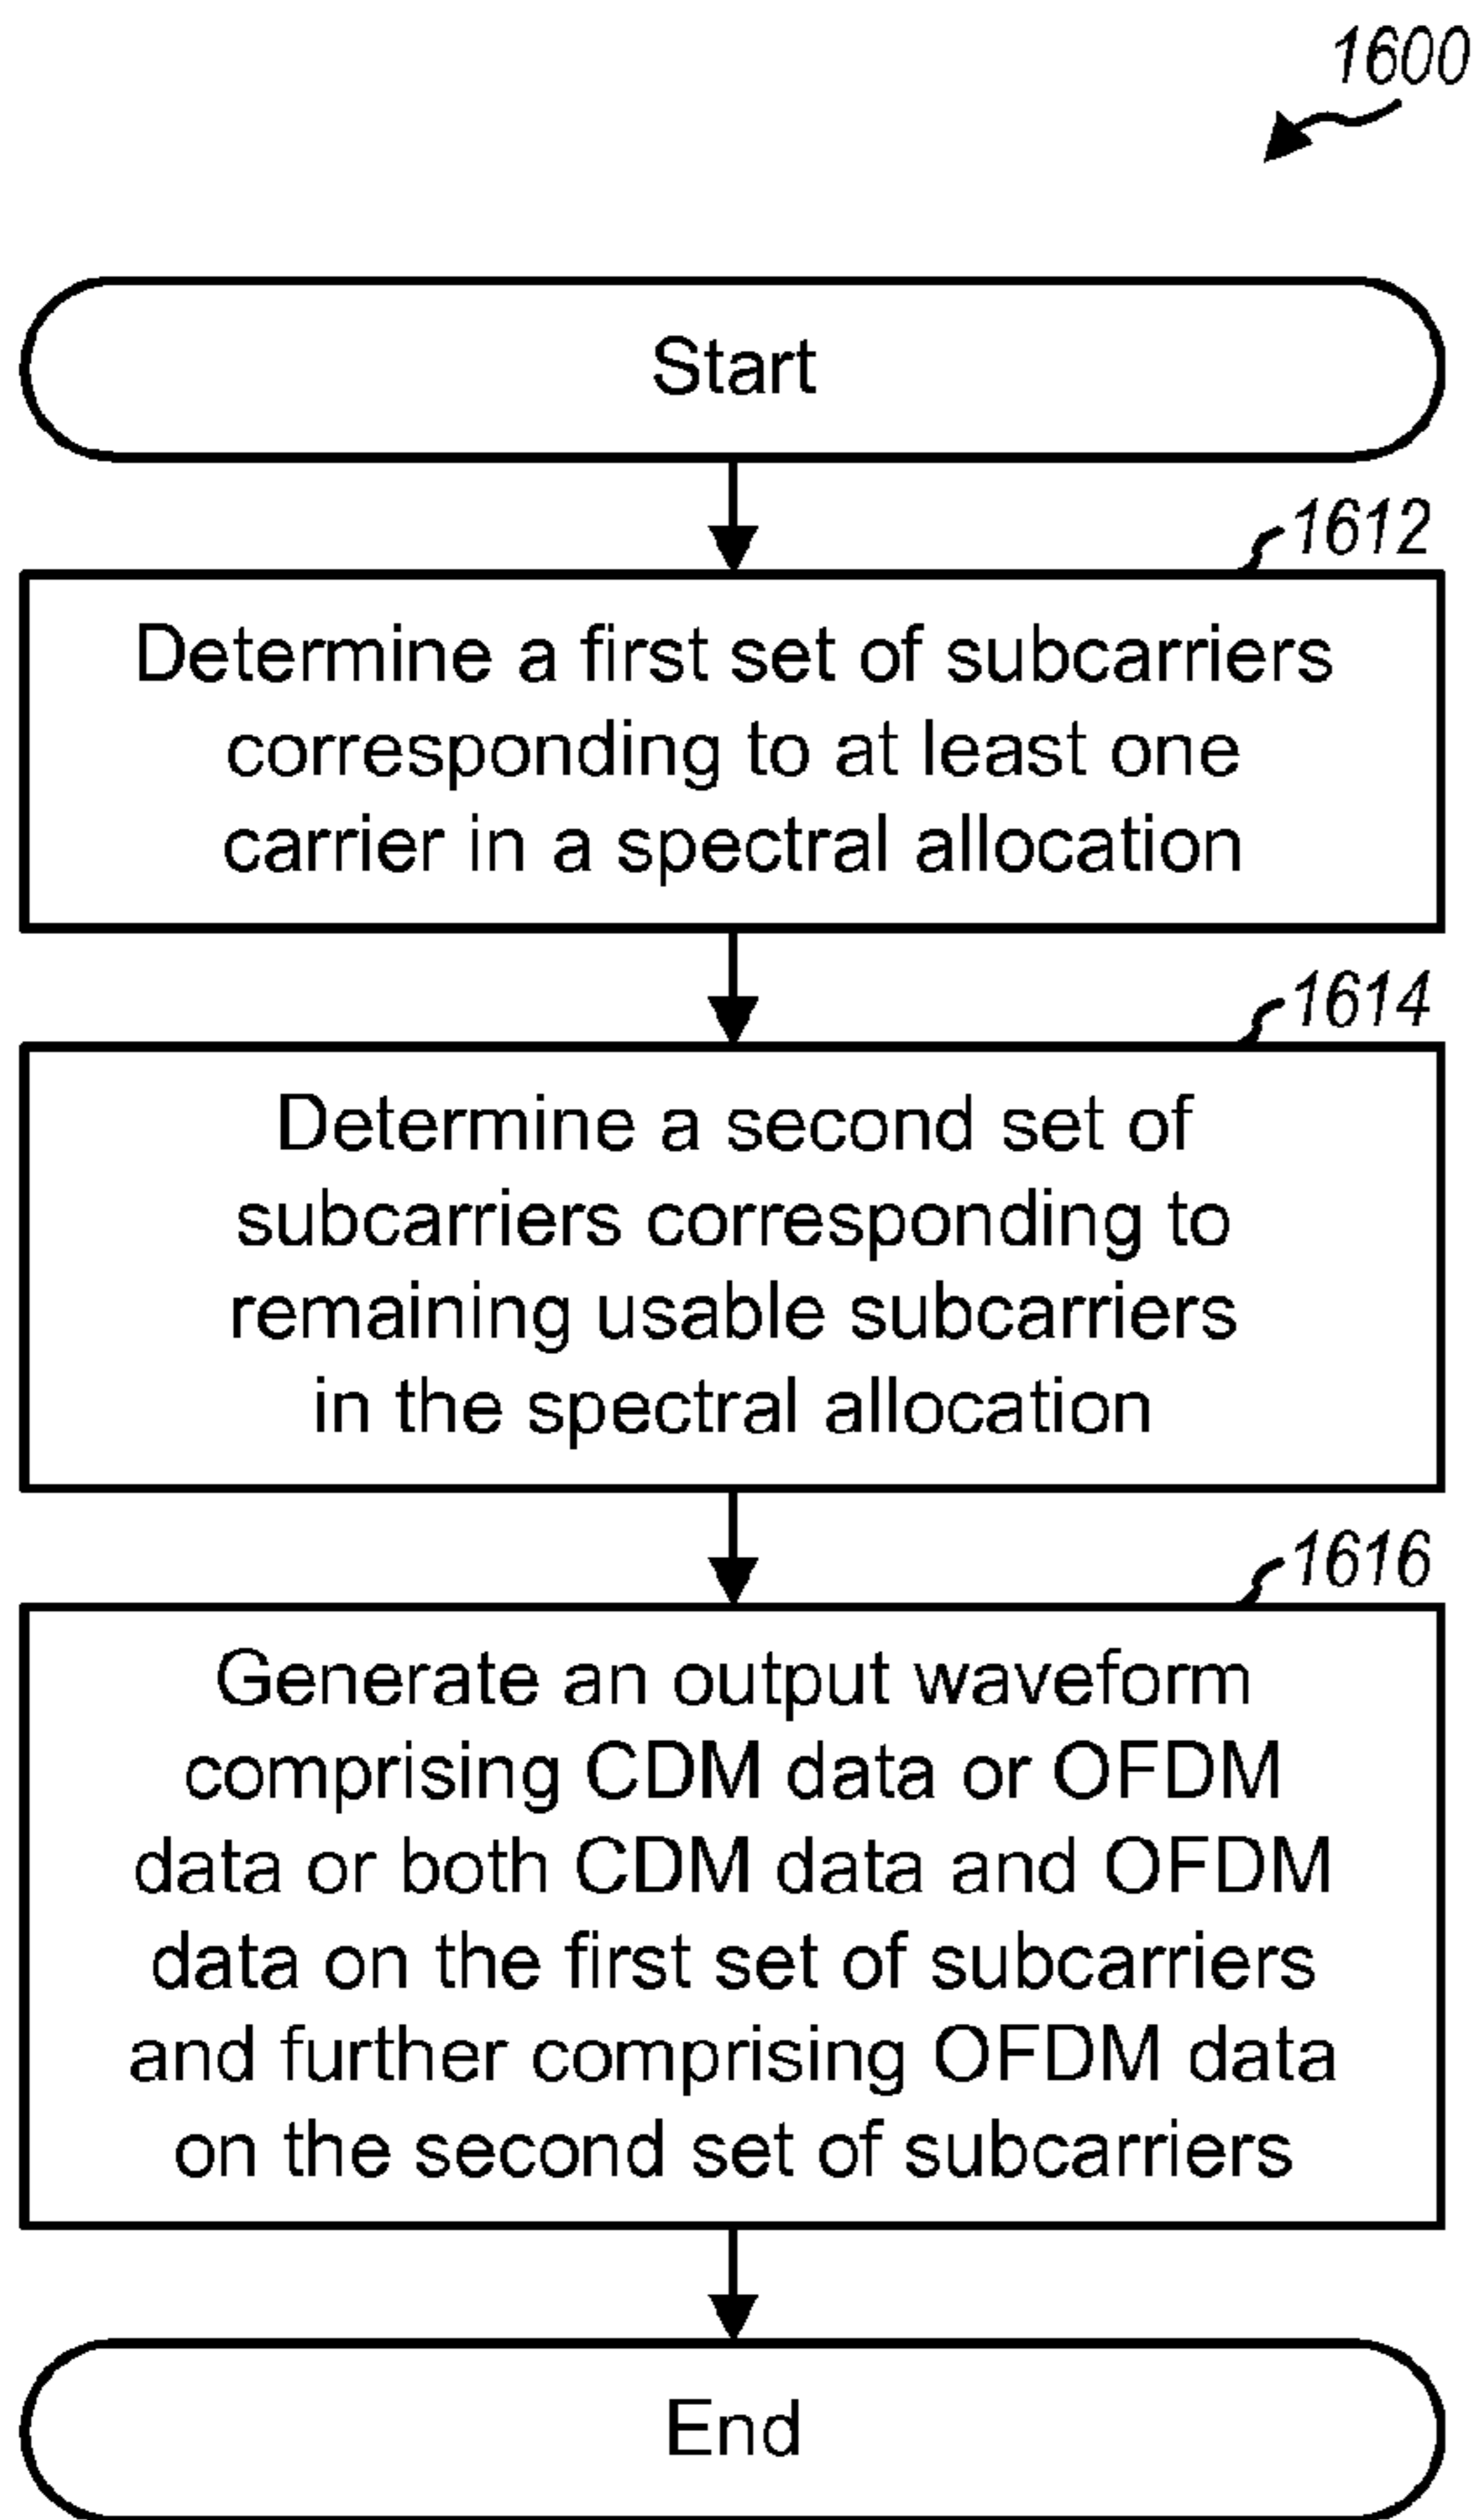 1600
Start
1612
Determine a first set of subcarriers
corresponding to at least one
carrier in a spectral allocation
1614
Determine a second set of
subcarriers corresponding to
remaining usable subcarriers
in the spectral allocation
1616
Generate an output waveform
comprising CDM data or OFDM
data or both CDM data and OFDM
data on the first set of subcarriers
and further comprising OFDM data
on the second set of subcarriers
End